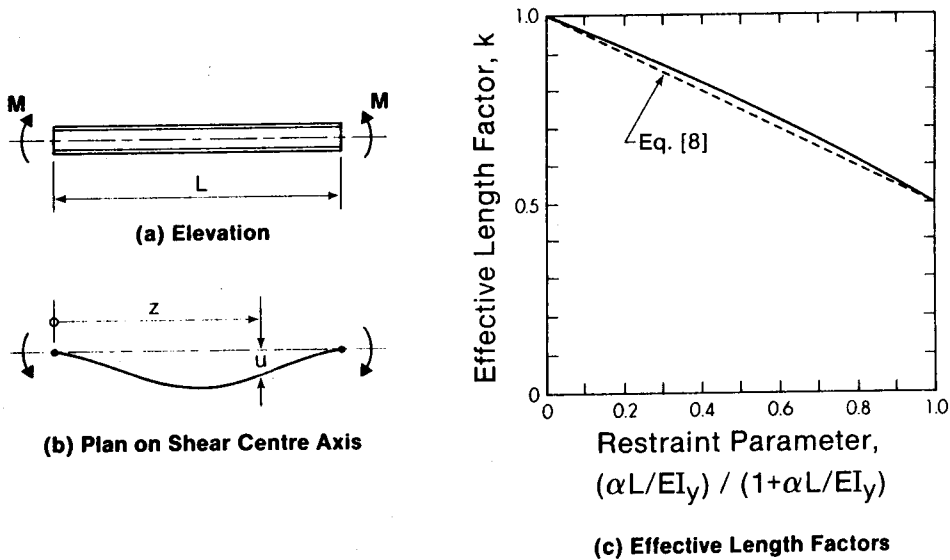 M
M
L
(a) Elevation
z
u
(b) Plan on Shear Centre Axis
Effective Length Factor, k
1.0
0.5
0
Eq. [8]
0 0.2 0.4 0.6 0.8 1.0
Restraint Parameter,
(αL/EIy) / (1+αL/EIy)
(c) Effective Length Factors